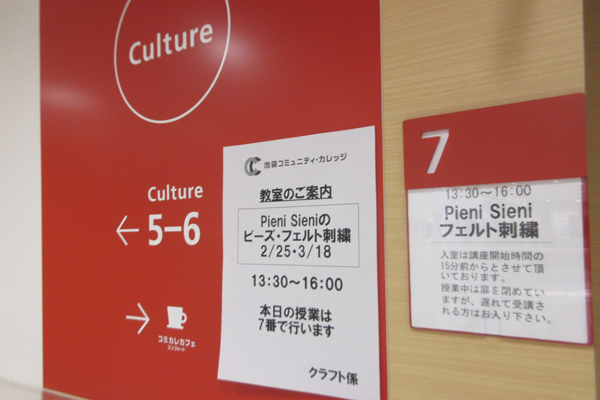 Culture
Culture
← 5-6
→
コミカレカフェ
池袋コミュニティ・カレッジ
教室のご案内
Pieni Sieniの
ビーズ・フェルト刺繍
2/25・3/18
13:30～16:00
本日の授業は
7番で行います
クラフト係
7
13:30～16:00
Pieni Sieni
フェルト刺繍
入室は講座開始時間の
15分前からとさせて頂
いております。
授業中は扉を閉めてい
ますが、遅れて受講さ
れる方はお入り下さい。